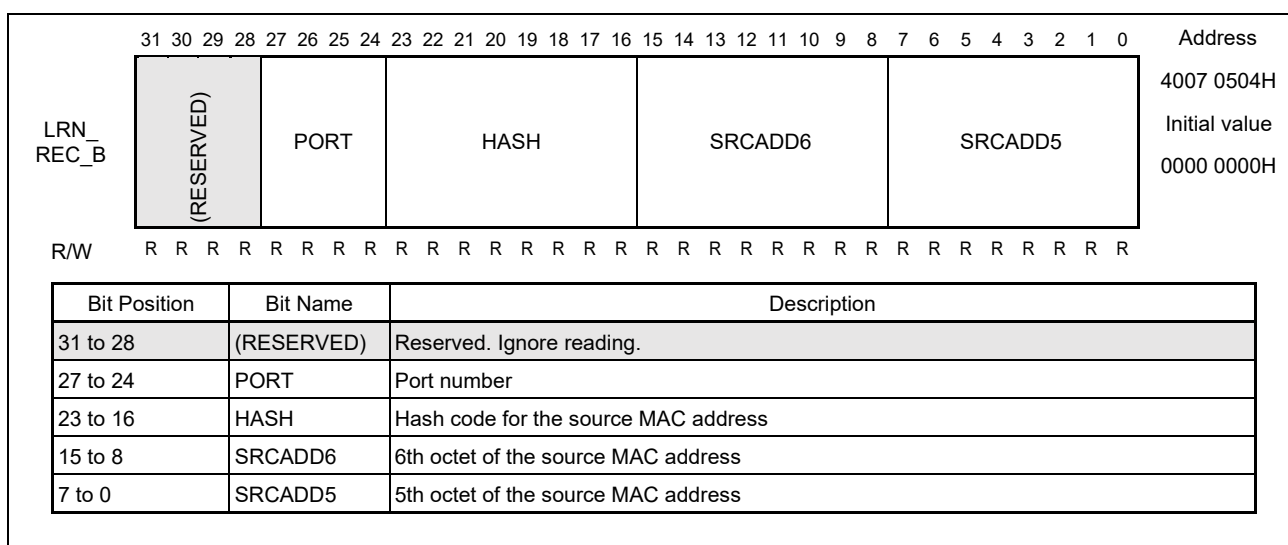 31 30 29 28 27 26 25 24 23 22 21 20 19 18 17 16 15 14 13 12 11 10 9 8 7 6 5 4 3 2 1 0 Address
4007 0504H
Initial value
0000 0000H
LRN_
REC_B
(RESERVED)
PORT HASH SRCADD6 SRCADD5
R/W R R R R R R R R R R R R R R R R R R R R R R R R R R R R R R R R
Bit Position Bit Name Description
31 to 28 (RESERVED) Reserved. Ignore reading.
27 to 24 PORT Port number
23 to 16 HASH Hash code for the source MAC address
15 to 8 SRCADD6 6th octet of the source MAC address
7 to 0 SRCADD5 5th octet of the source MAC address